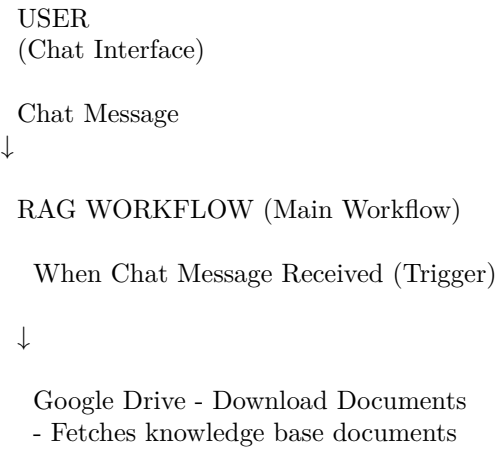 USER
(Chat Interface)
Chat Message
↓
RAG WORKFLOW (Main Workflow)
When Chat Message Received (Trigger)
↓
Google Drive - Download Documents
- Fetches knowledge base documents